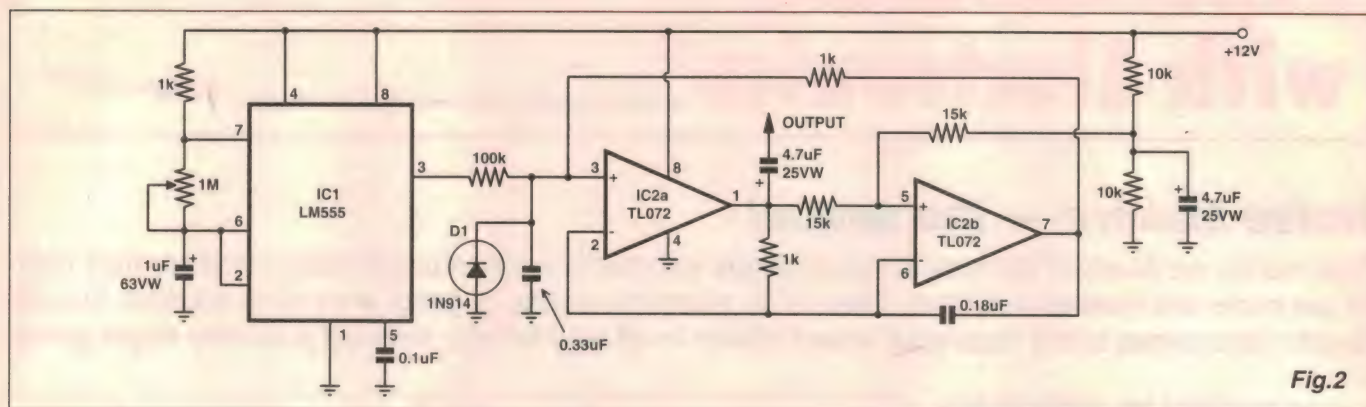 +12V
1k
1k
10k
4
8
7
OUTPUT
15k
1M
3
100k
3
+
8
4.7uF
25VW
+
IC1
LM555
IC2a
TL072
1
15k
5
+
10k
+
4.7uF
25VW
6
D1
2
-
4
IC2b
TL072
7
1uF
63VW
+
2
1N914
1k
-
6
0.18uF
1
5
0.1uF
0.33uF
Fig.2